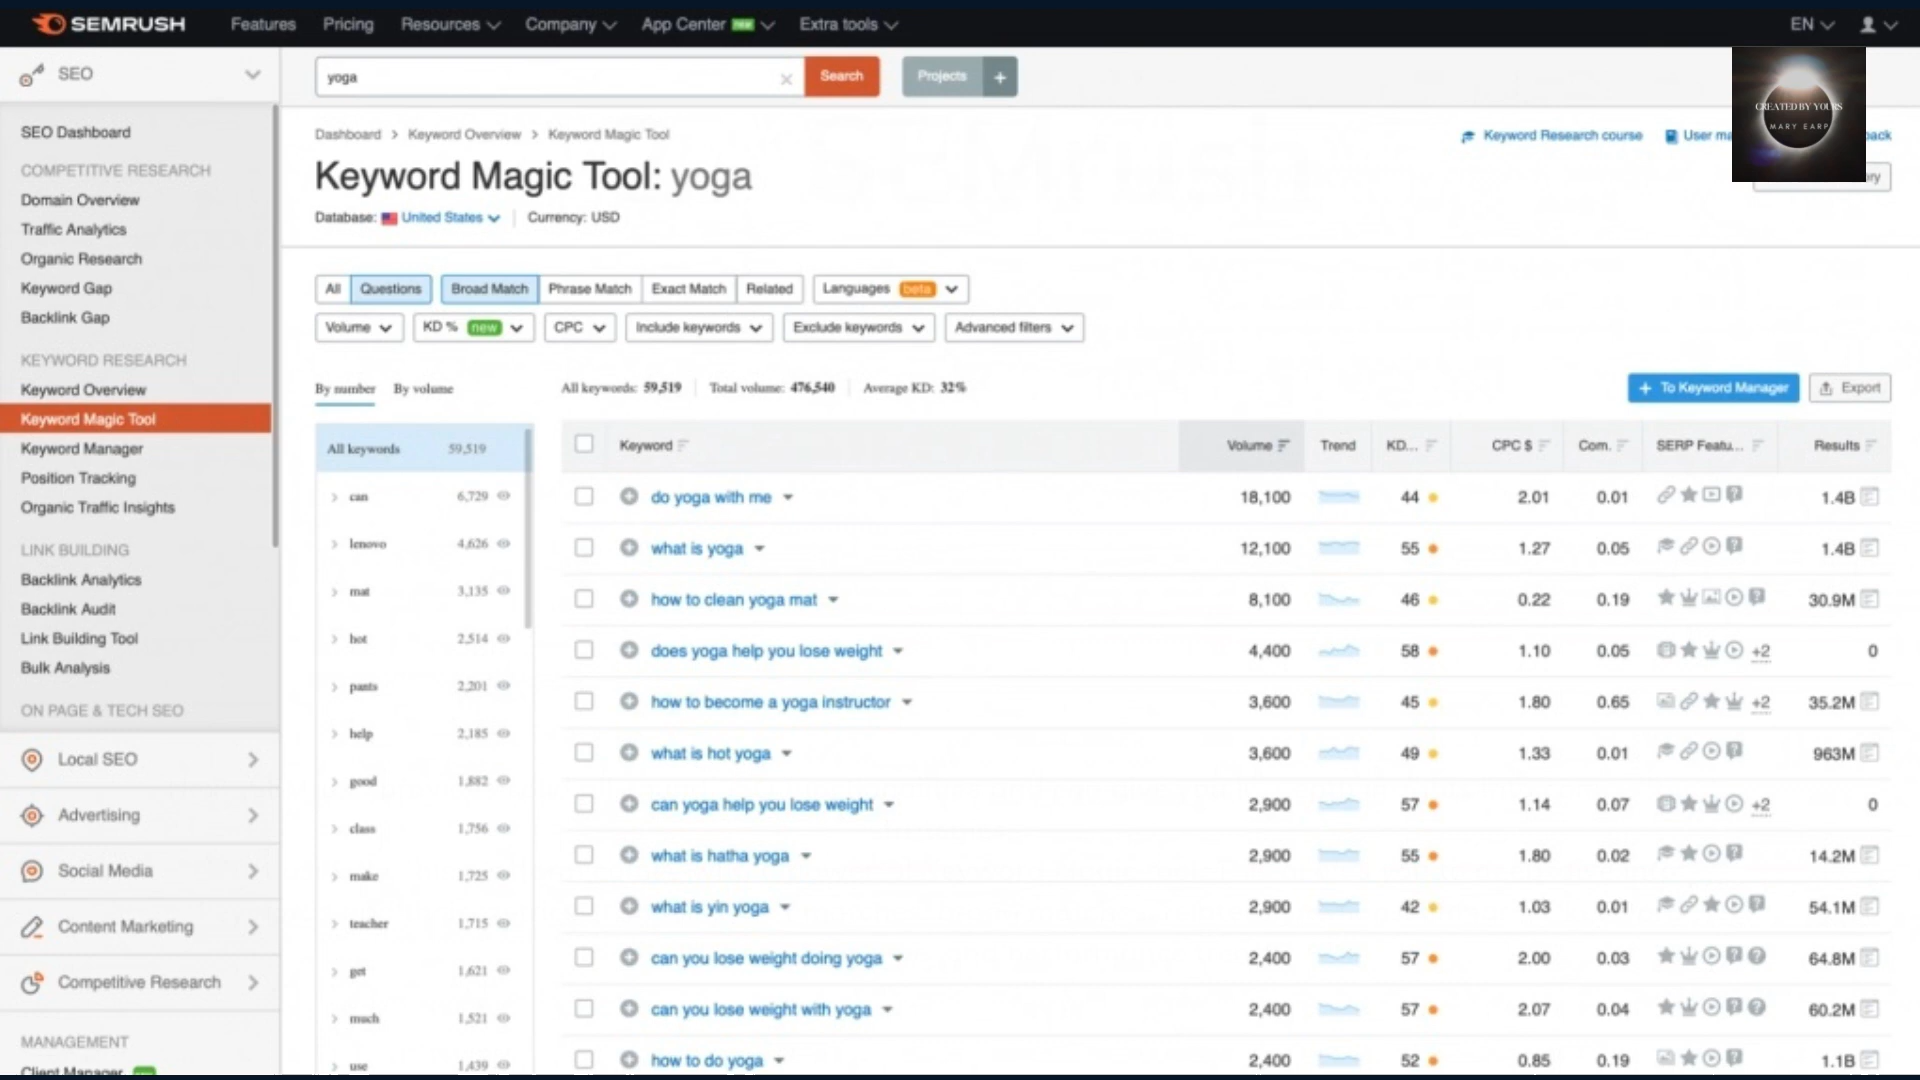 SEMRUSH Features Pricing Resources Company App Center new Extra tools EN
SEO
yoga Search Projects +
CREATED BY YOURS
MARY EARP
SEO Dashboard
COMPETITIVE RESEARCH
Domain Overview
Traffic Analytics
Organic Research
Keyword Gap
Backlink Gap
KEYWORD RESEARCH
Keyword Overview
Keyword Magic Tool
Keyword Manager
Position Tracking
Organic Traffic Insights
LINK BUILDING
Backlink Analytics
Backlink Audit
Link Building Tool
Bulk Analysis
ON PAGE & TECH SEO
Local SEO
Advertising
Social Media
Content Marketing
Competitive Research
MANAGEMENT
Client Manager
Dashboard > Keyword Overview > Keyword Magic Tool
Keyword Research course User
Keyword Magic Tool: yoga
Database: United States Currency: USD
All Questions Broad Match Phrase Match Exact Match Related Languages beta
Volume KD % new CPC Include keywords Exclude keywords Advanced filters
By number By volume
All keywords: 59,519 Total volume: 476,540 Average KD: 32%
+ To Keyword Manager Export
All keywords 59,519
can 6,729
lenovo 4,626
mat 3,135
hot 2,514
pants 2,201
help 2,185
good 1,882
class 1,756
make 1,725
teacher 1,715
get 1,621
much 1,521
use 1,439
Keyword Volume Trend KD... CPC $ Com. SERP Featu... Results
do yoga with me 18,100 44 2.01 0.01 1.4B
what is yoga 12,100 55 1.27 0.05 1.4B
how to clean yoga mat 8,100 46 0.22 0.19 30.9M
does yoga help you lose weight 4,400 58 1.10 0.05 +2 0
how to become a yoga instructor 3,600 45 1.80 0.65 +2 35.2M
what is hot yoga 3,600 49 1.33 0.01 963M
can yoga help you lose weight 2,900 57 1.14 0.07 +2 0
what is hatha yoga 2,900 55 1.80 0.02 14.2M
what is yin yoga 2,900 42 1.03 0.01 54.1M
can you lose weight doing yoga 2,400 57 2.00 0.03 64.8M
can you lose weight with yoga 2,400 57 2.07 0.04 60.2M
how to do yoga 2,400 52 0.85 0.19 1.1B